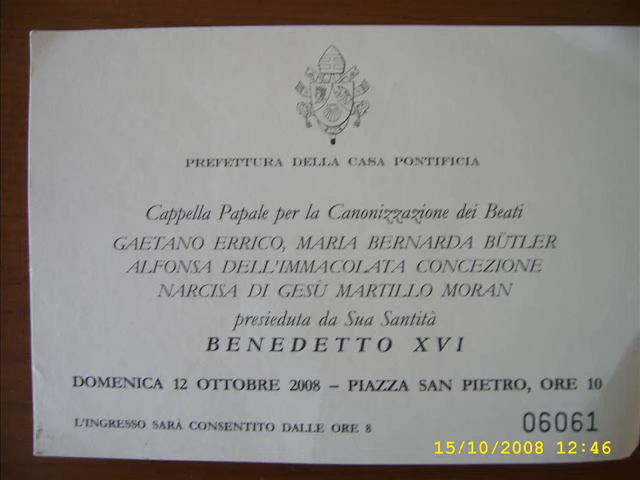 PREFETTURA DELLA CASA PONTIFICIA
Cappella Papale per la Canonizzazione dei Beati
GAETANO ERRICO, MARIA BERNARDA BÜTLER
ALFONSA DELL'IMMACOLATA CONCEZIONE
NARCISA DI GESÙ MARTILLO MORAN
presieduta da Sua Santità
BENEDETTO XVI
DOMENICA 12 OTTOBRE 2008 – PIAZZA SAN PIETRO, ORE 10
L'INGRESSO SARÀ CONSENTITO DALLE ORE 8
06061
15/10/2008 12:46